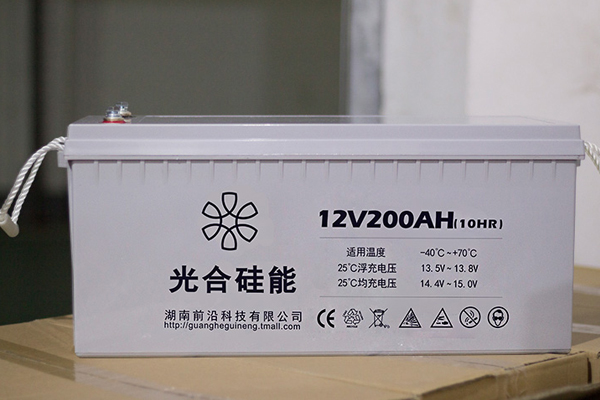 12V200AH(10HR)
适用温度 -40℃~+70℃
25℃浮充电压 13.5V~13.8V
25℃均充电压 14.4V~15.0V
光合硅能
湖南前沿科技有限公司
http://guangheguineng.tmall.com
CE